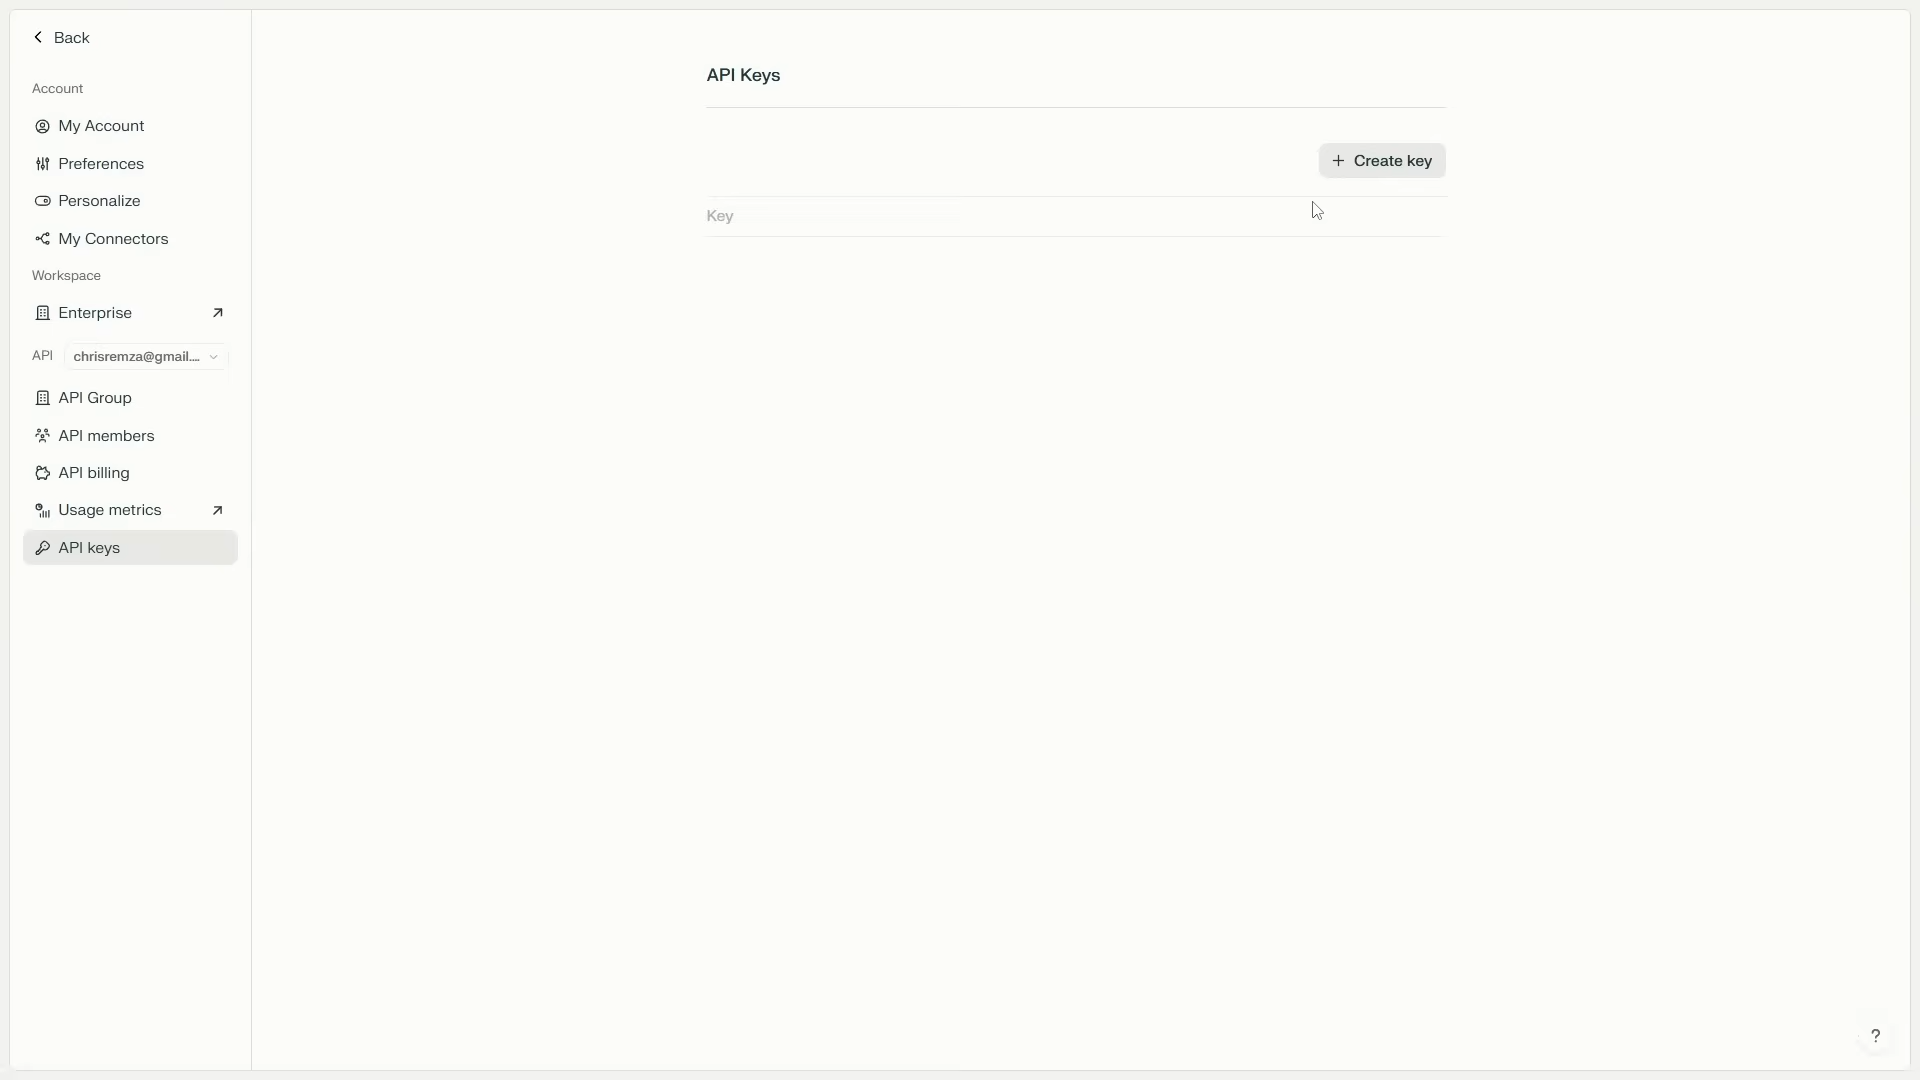 Back
Account
My Account
Preferences
Personalize
My Connectors
Workspace
Enterprise
API chrisremza@gmail....
API Group
API members
API billing
Usage metrics
API keys
API Keys
+ Create key
Key
?